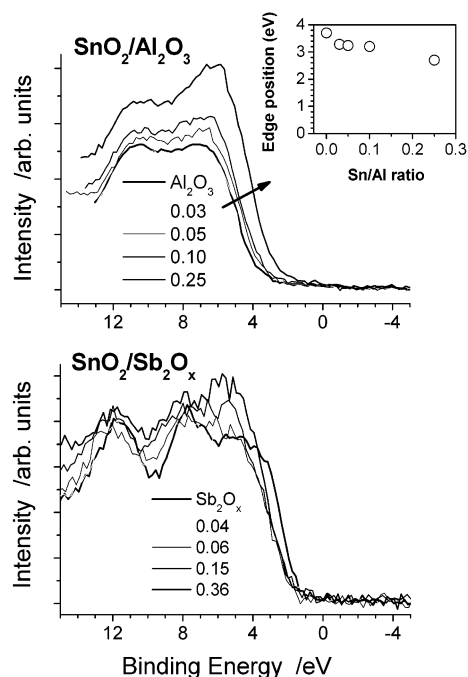 SnO₂/Al₂O₃
Intensity /arb. units
Edge position (eV)
4
3
2
1
0
0.0 0.1 0.2 0.3
Sn/Al ratio
Al₂O₃
0.03
0.05
0.10
0.25
12 8 4 0 -4
SnO₂/Sb₂Oₓ
Intensity /arb. units
Sb₂Oₓ
0.04
0.06
0.15
0.36
12 8 4 0 -4
Binding Energy /eV